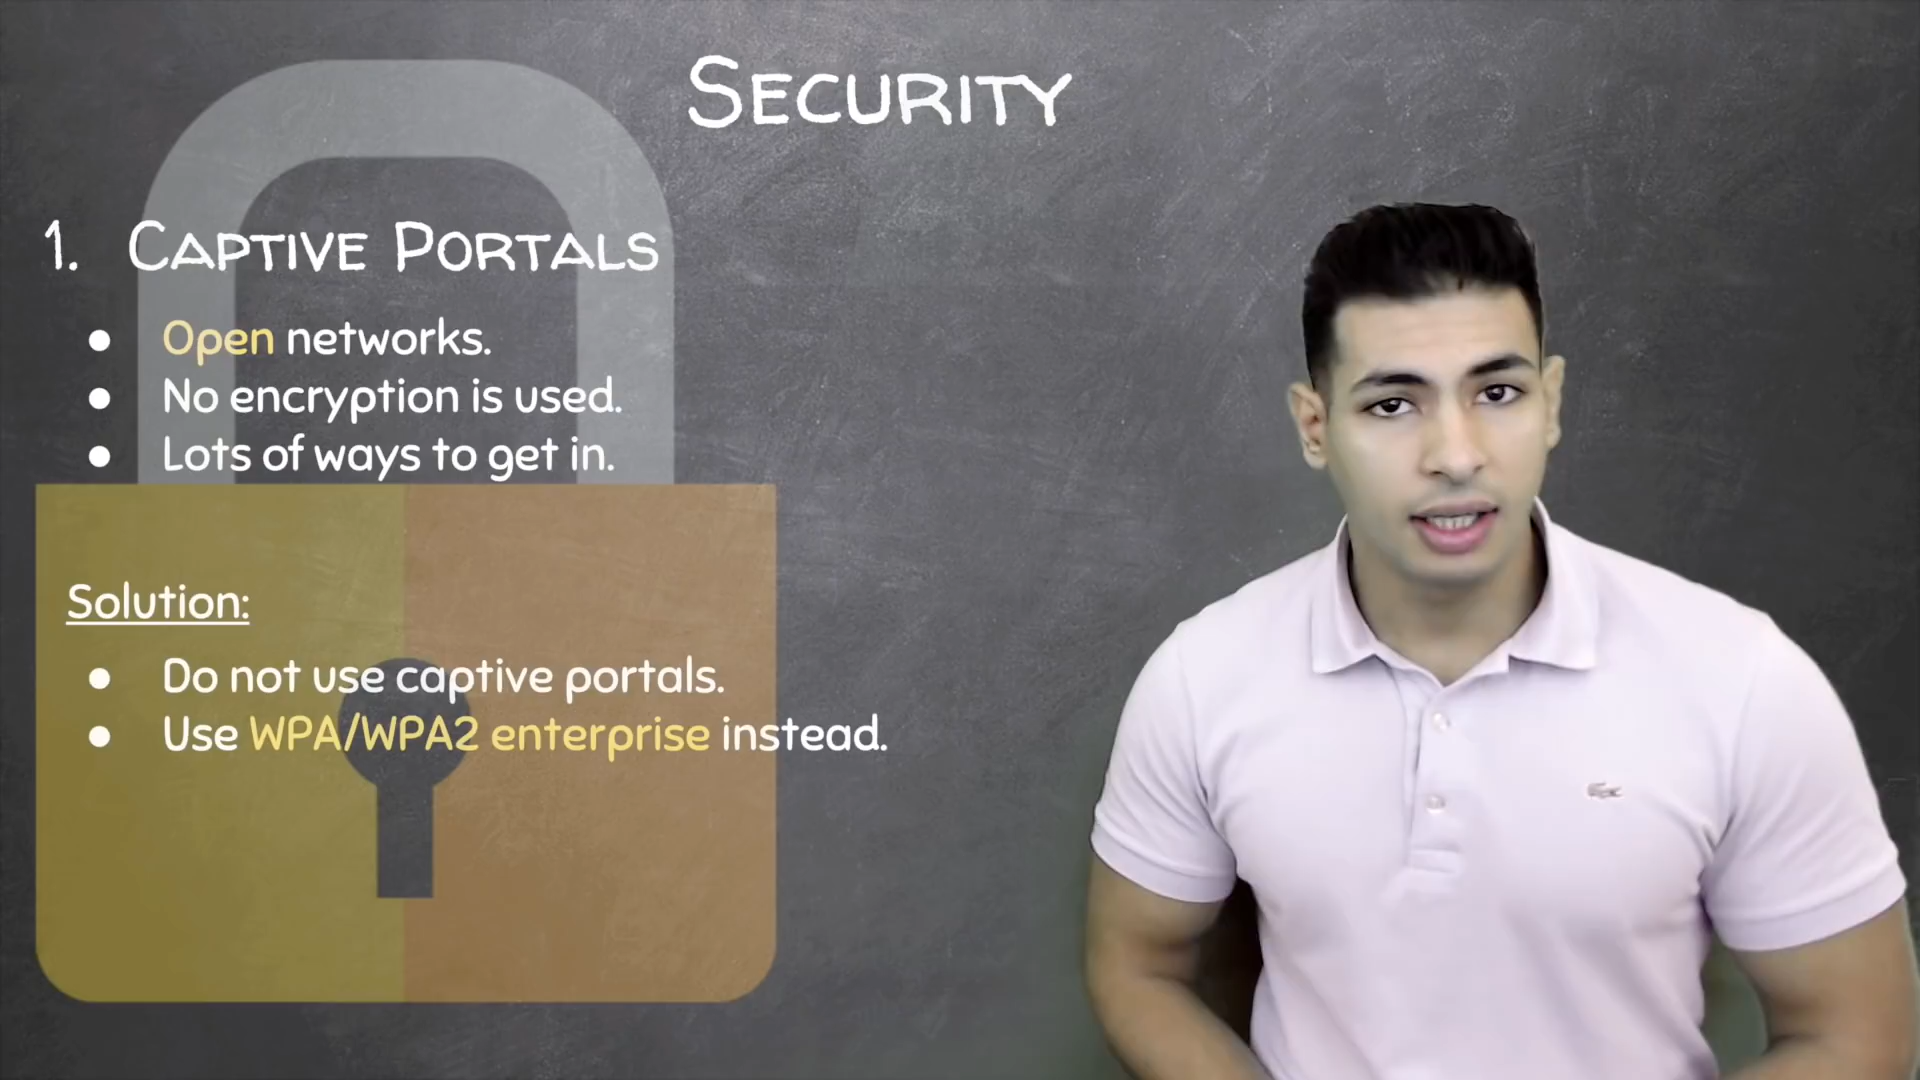 Security
1. Captive Portals
● Open networks.
● No encryption is used.
● Lots of ways to get in.
Solution:
● Do not use captive portals.
● Use WPA/WPA2 enterprise instead.